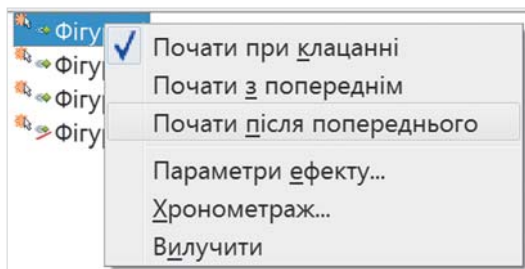 Почати при клацанні
Почати з попереднім
Почати після попереднього
Параметри ефекту...
Хронометраж...
Вилучити